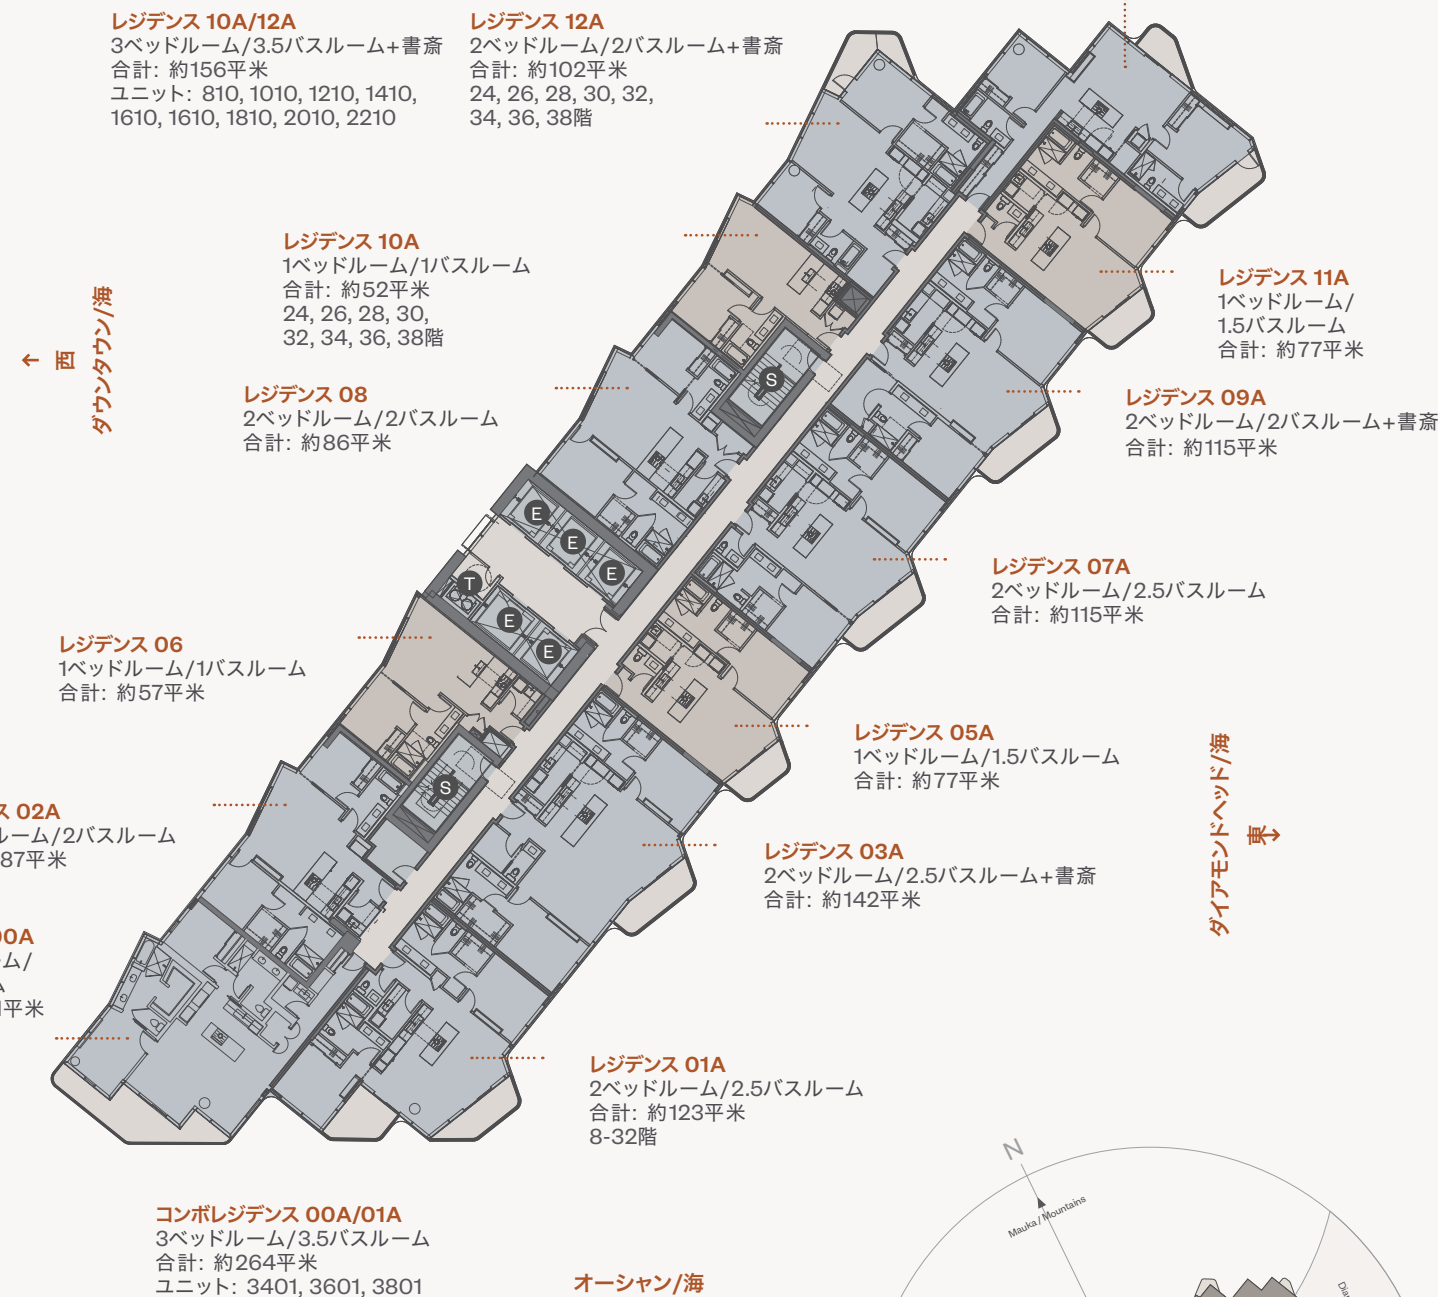 レジデンス 10A/12A
3ベッドルーム/3.5バスルーム+書斎
合計: 約156平米
ユニット: 810, 1010, 1210, 1410,
1610, 1610, 1810, 2010, 2210
レジデンス 12A
2ベッドルーム/2バスルーム+書斎
合計: 約102平米
24, 26, 28, 30, 32,
34, 36, 38階
レジデンス 10A
1ベッドルーム/1バスルーム
合計: 約52平米
24, 26, 28, 30,
32, 34, 36, 38階
レジデンス 11A
1ベッドルーム/
1.5バスルーム
合計: 約77平米
← 西
ダウンタウン/海
レジデンス 08
2ベッドルーム/2バスルーム
合計: 約86平米
レジデンス 09A
2ベッドルーム/2バスルーム+書斎
合計: 約115平米
S
E
E
E
T
E
E
S
レジデンス 07A
2ベッドルーム/2.5バスルーム
合計: 約115平米
レジデンス 06
1ベッドルーム/1バスルーム
合計: 約57平米
レジデンス 05A
1ベッドルーム/1.5バスルーム
合計: 約77平米
ダイアモンドヘッド/海
東→
ス 02A
ルーム/2バスルーム
87平米
レジデンス 03A
2ベッドルーム/2.5バスルーム+書斎
合計: 約142平米
00A
ーム/
ム
平米
レジデンス 01A
2ベッドルーム/2.5バスルーム
合計: 約123平米
8-32階
コンボレジデンス 00A/01A
3ベッドルーム/3.5バスルーム
合計: 約264平米
ユニット: 3401, 3601, 3801
オーシャン/海
N
Mauka / Mountains